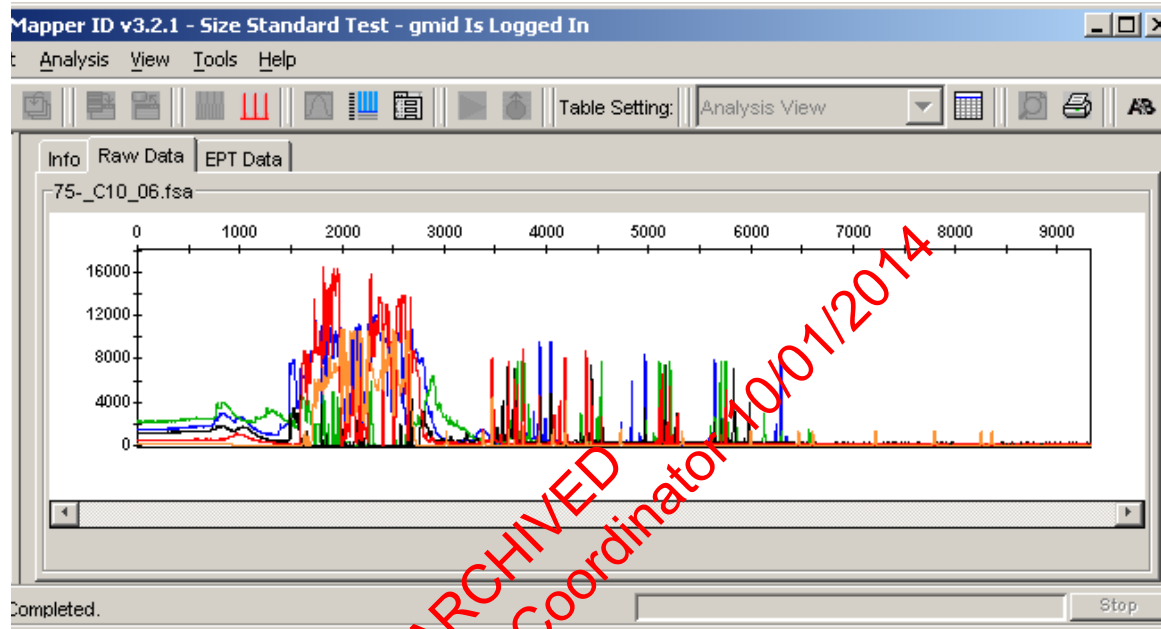 Mapper ID v3.2.1 - Size Standard Test - gmid Is Logged In
Analysis View Tools Help
Table Setting: Analysis View
Info Raw Data EPT Data
75-_C10_06.fsa
0 1000 2000 3000 4000 5000 6000 7000 8000 9000
16000
12000
8000
4000
0
ARCHIVED
Coordinator 10/01/2014
Completed.
Stop